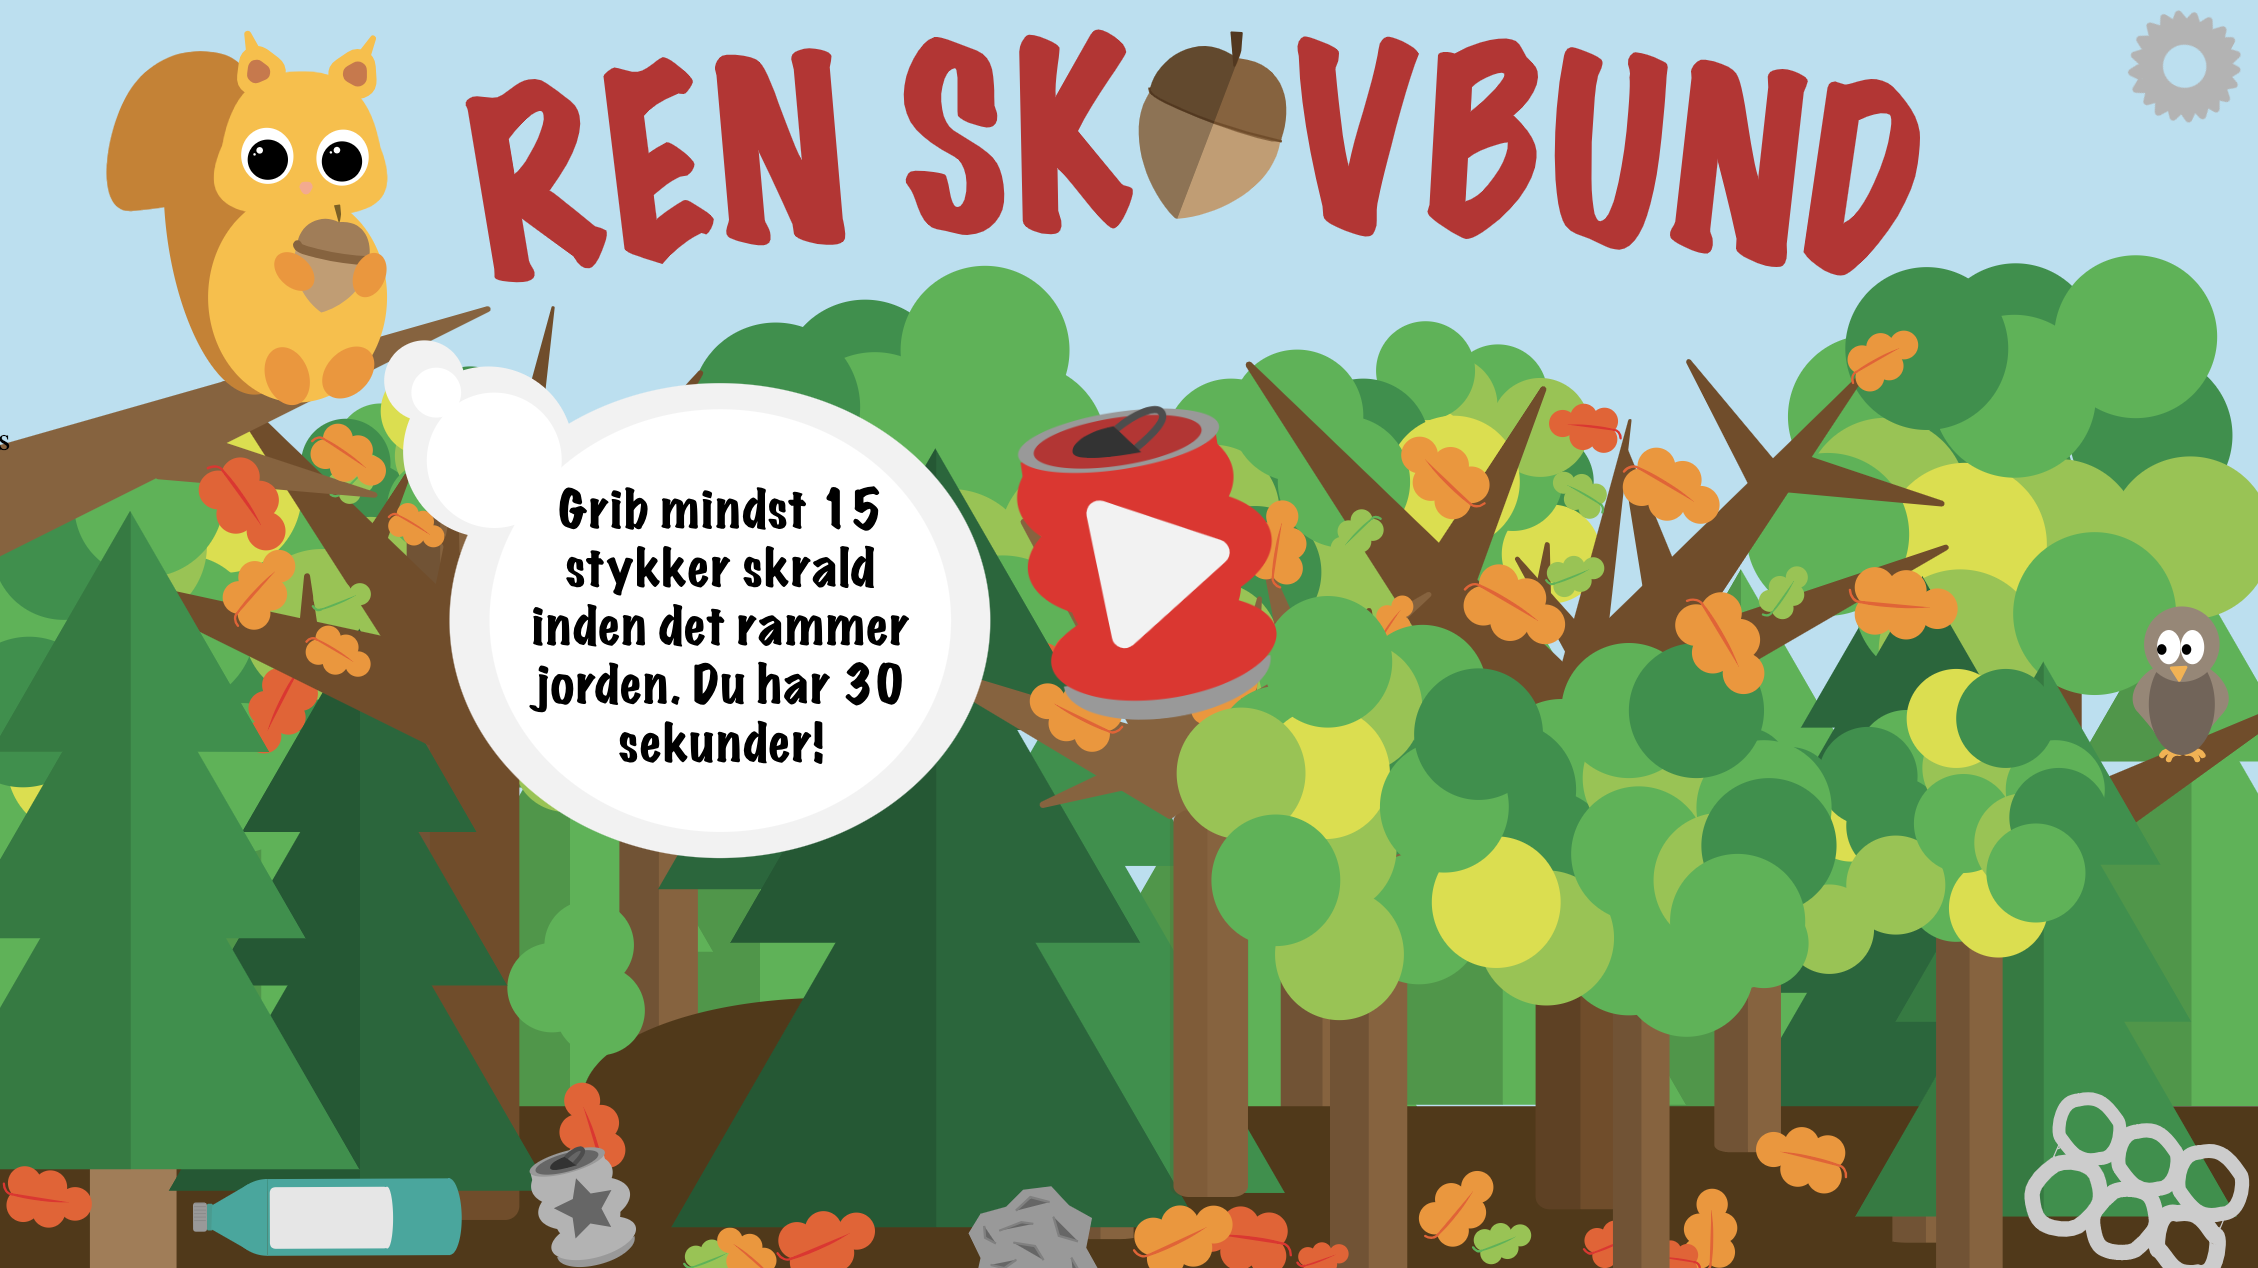 REN SKOVBUND
s
Grib mindst 15
stykker skrald
inden det rammer
jorden. Du har 30
sekunder!